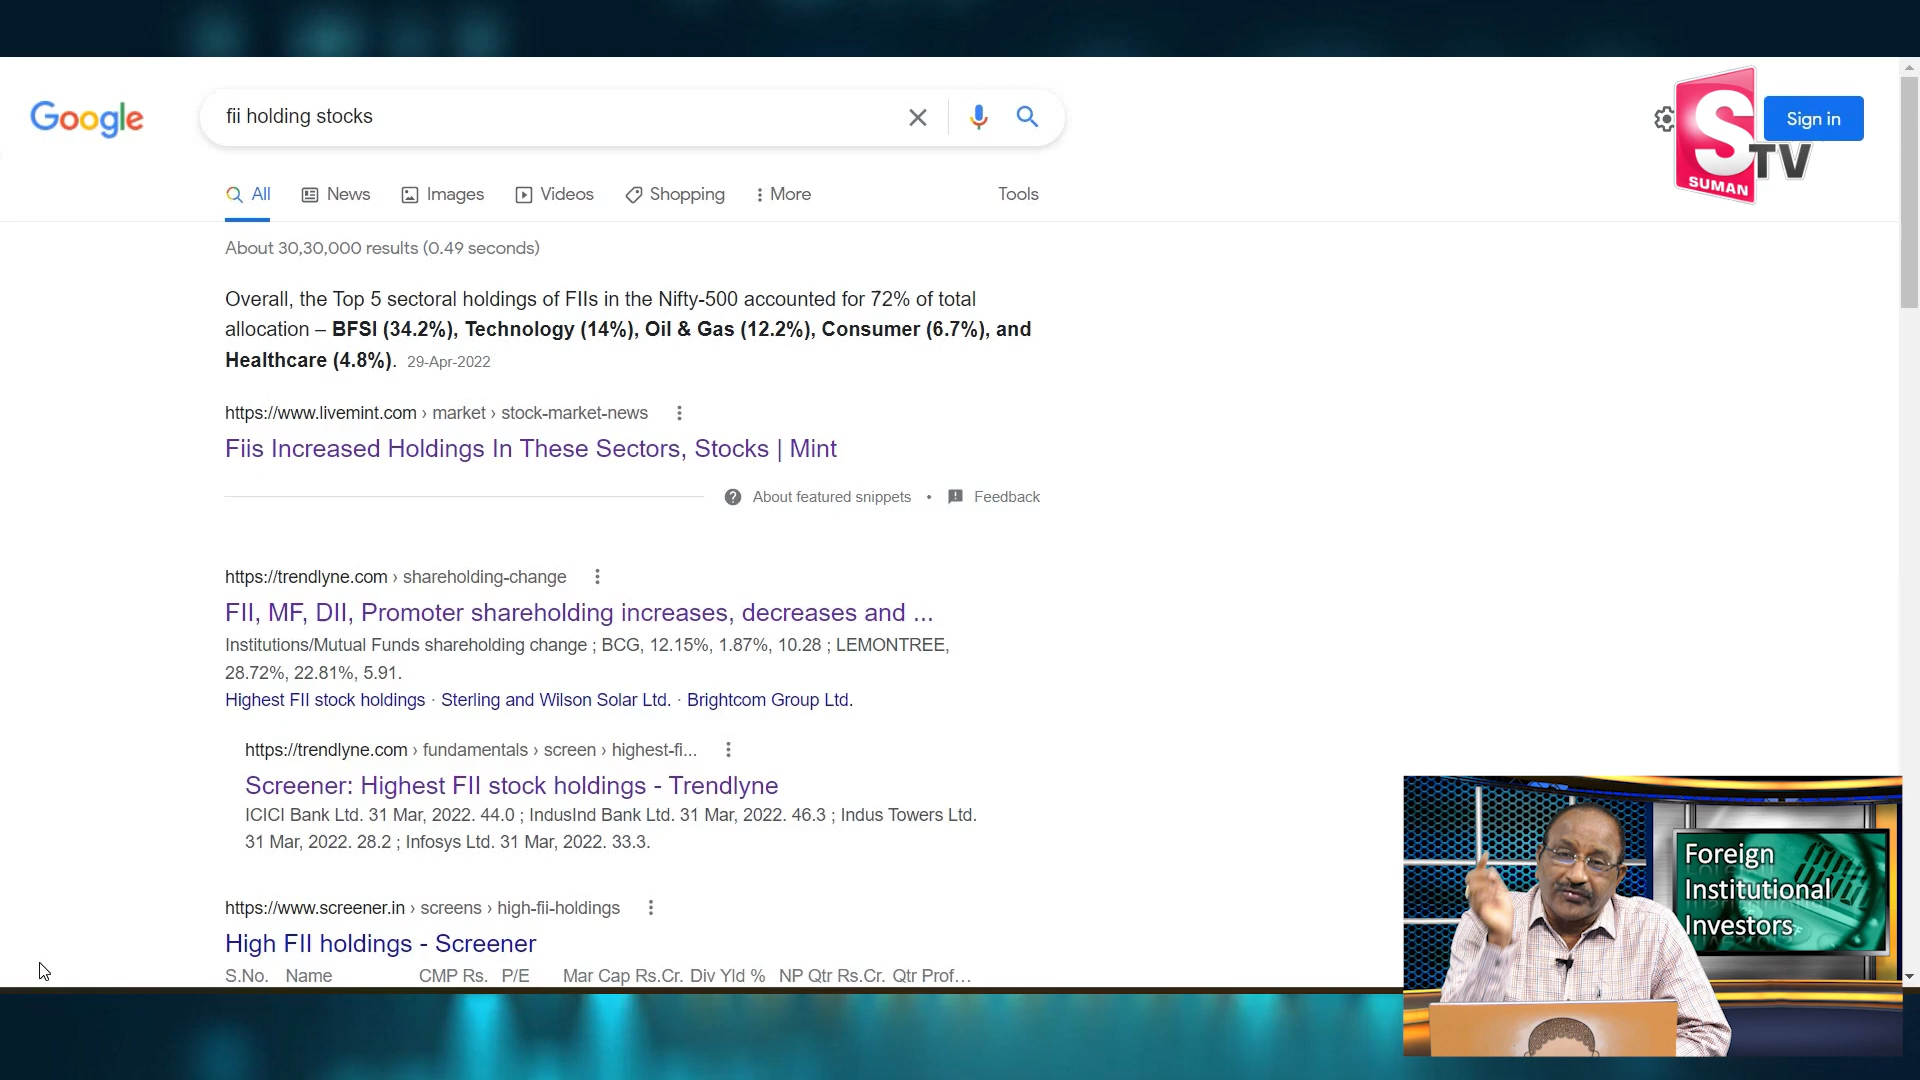 Google
fii holding stocks
Sign in
S
TV
SUMAN
All News Images Videos Shopping More Tools
About 30,30,000 results (0.49 seconds)
Overall, the Top 5 sectoral holdings of FIIs in the Nifty-500 accounted for 72% of total
allocation – BFSI (34.2%), Technology (14%), Oil & Gas (12.2%), Consumer (6.7%), and
Healthcare (4.8%). 29-Apr-2022
https://www.livemint.com › market › stock-market-news
Fiis Increased Holdings In These Sectors, Stocks | Mint
About featured snippets • Feedback
https://trendlyne.com › shareholding-change
FII, MF, DII, Promoter shareholding increases, decreases and ...
Institutions/Mutual Funds shareholding change ; BCG, 12.15%, 1.87%, 10.28 ; LEMONTREE,
28.72%, 22.81%, 5.91.
Highest FII stock holdings · Sterling and Wilson Solar Ltd. · Brightcom Group Ltd.
https://trendlyne.com › fundamentals › screen › highest-fi...
Screener: Highest FII stock holdings - Trendlyne
ICICI Bank Ltd. 31 Mar, 2022. 44.0 ; IndusInd Bank Ltd. 31 Mar, 2022. 46.3 ; Indus Towers Ltd.
31 Mar, 2022. 28.2 ; Infosys Ltd. 31 Mar, 2022. 33.3.
https://www.screener.in › screens › high-fii-holdings
High FII holdings - Screener
S.No. Name CMP Rs. P/E Mar Cap Rs.Cr. Div Yld % NP Qtr Rs.Cr. Qtr Prof...
Foreign
Institutional
Investors